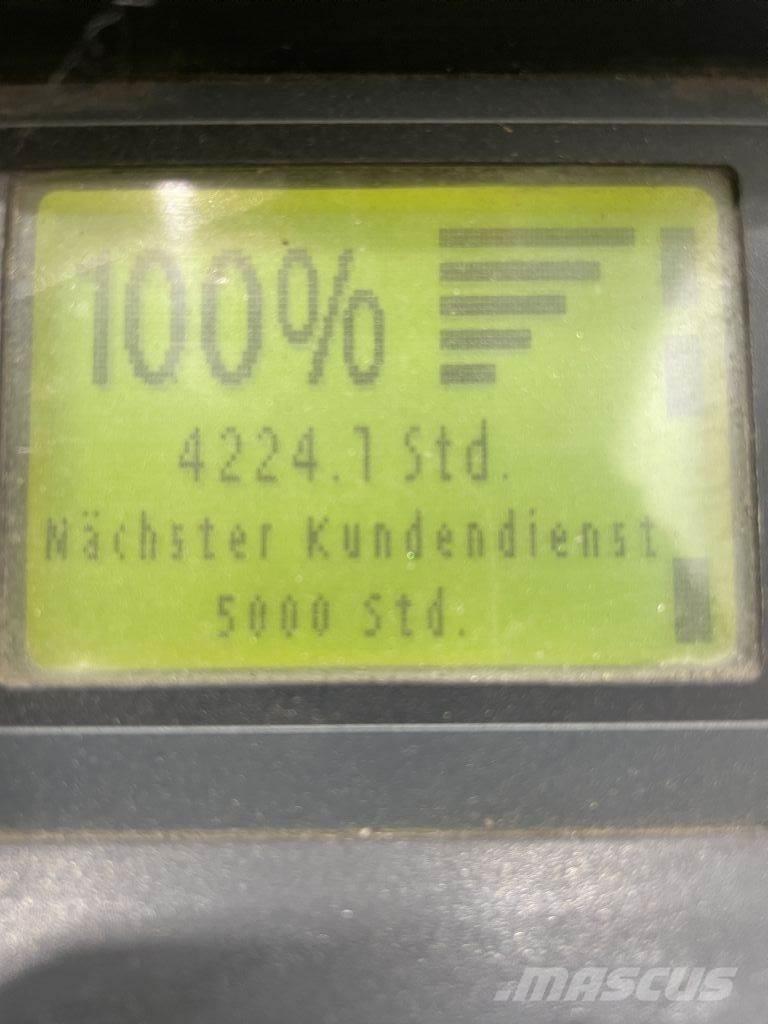 100%
4224.1 Std.
Nächster Kundendienst
5000 Std.
MASCUS